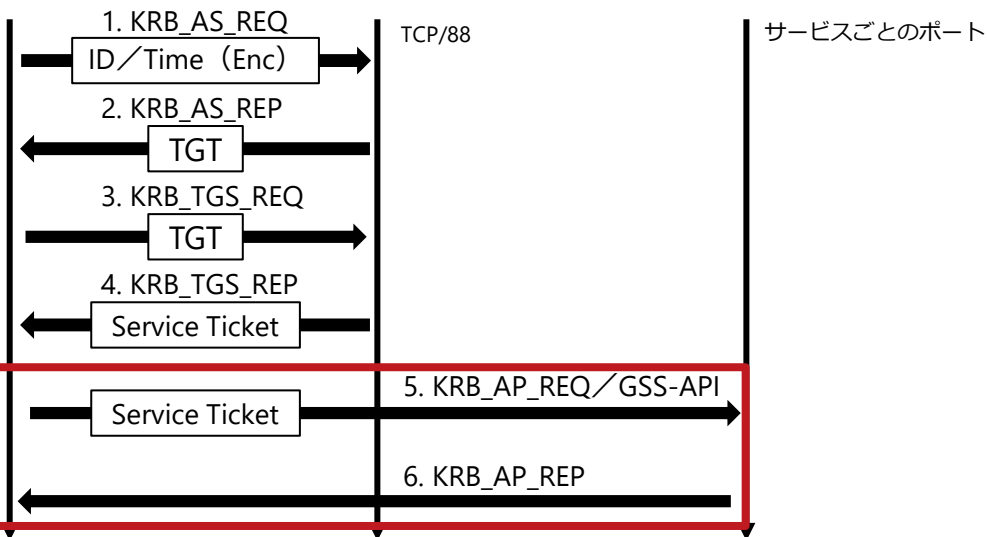 1. KRB_AS_REQ
TCP/88
サービスごとのポート
ID／Time（Enc）
2. KRB_AS_REP
TGT
3. KRB_TGS_REQ
TGT
4. KRB_TGS_REP
Service Ticket
5. KRB_AP_REQ／GSS-API
Service Ticket
6. KRB_AP_REP